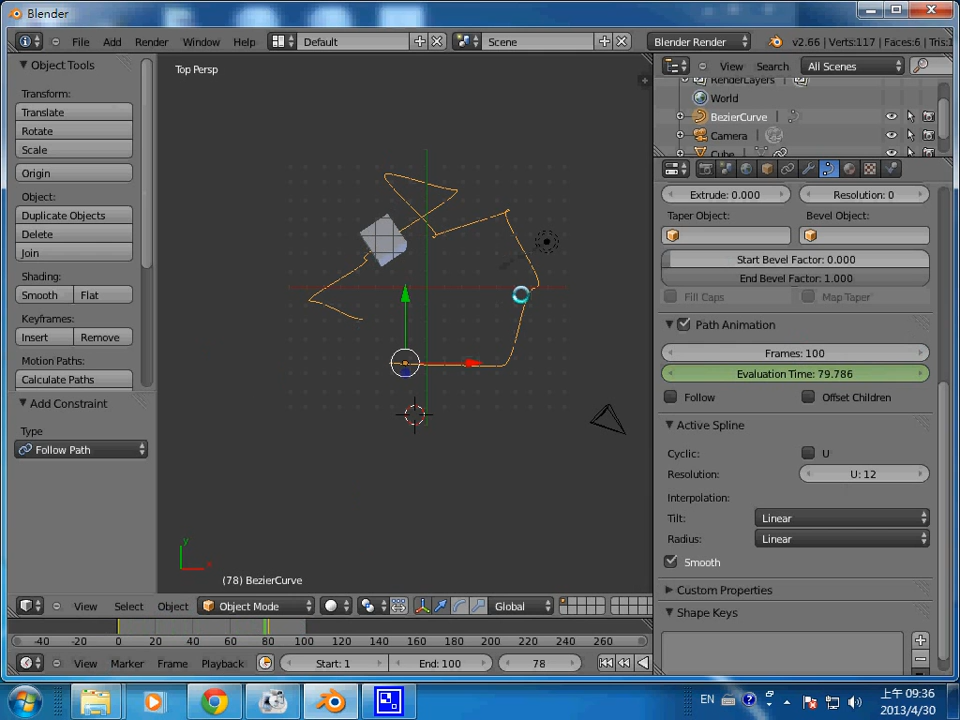 Blender
File Add Render Window Help Default Scene Blender Render v2.66 | Verts:117 | Faces:6 | Tris:1
Object Tools
Transform:
Translate
Rotate
Scale
Origin
Object:
Duplicate Objects
Delete
Join
Shading:
Smooth Flat
Keyframes:
Insert Remove
Motion Paths:
Calculate Paths
Add Constraint
Type
Follow Path
Top Persp
y
x
(78) BezierCurve
View Search All Scenes
RenderLayers
World
BezierCurve
Camera
Cube
Extrude: 0.000 Resolution: 0
Taper Object: Bevel Object:
Start Bevel Factor: 0.000
End Bevel Factor: 1.000
Fill Caps Map Taper
Path Animation
Frames: 100
Evaluation Time: 79.786
Follow Offset Children
Active Spline
Cyclic: U
Resolution: U: 12
Interpolation:
Tilt: Linear
Radius: Linear
Smooth
Custom Properties
Shape Keys
View Select Object Object Mode Global
-40 -20 0 20 40 60 80 100 120 140 160 180 200 220 240 260
View Marker Frame Playback Start: 1 End: 100 78
EN
上午 09:36
2013/4/30